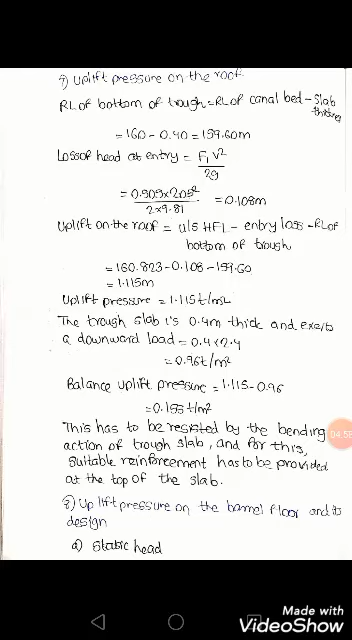 7) Uplift pressure on the roof
RL of bottom of trough = RL of canal bed - Slab
thickns
= 160 - 0.40 = 159.60m
Loss of head at entry = F₁ V²
2g
= 0.505 × 2.05²
2 × 9.81
= 0.108m
Uplift on the roof = U/S HFL - entry loss - RL of
bottom of trough
= 160.823 - 0.108 - 159.60
= 1.115m
Uplift pressure = 1.115 t/m2
The trough slab is 0.4m thick and exerts
a downward load = 0.4 × 2.4
= 0.96t/m²
Balance uplift pressure = 1.115 - 0.96
= 0.155 t/m²
This has to be resisted by the bending
action of trough slab, and for this,
suitable reinforcement has to be provided
at the top of the slab.
8) Up lift pressure on the barrel floor and its
design
a) Static head
04:58
Made with
VideoShow